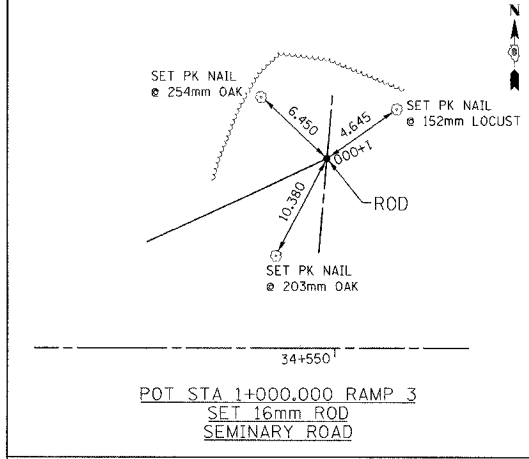 N
SET PK NAIL
@ 254mm OAK
SET PK NAIL
@ 152mm LOCUST
6.450
4.645
1+000
ROD
10.380
SET PK NAIL
@ 203mm OAK
34+550
POT STA 1+000.000 RAMP 3
SET 16mm ROD
SEMINARY ROAD